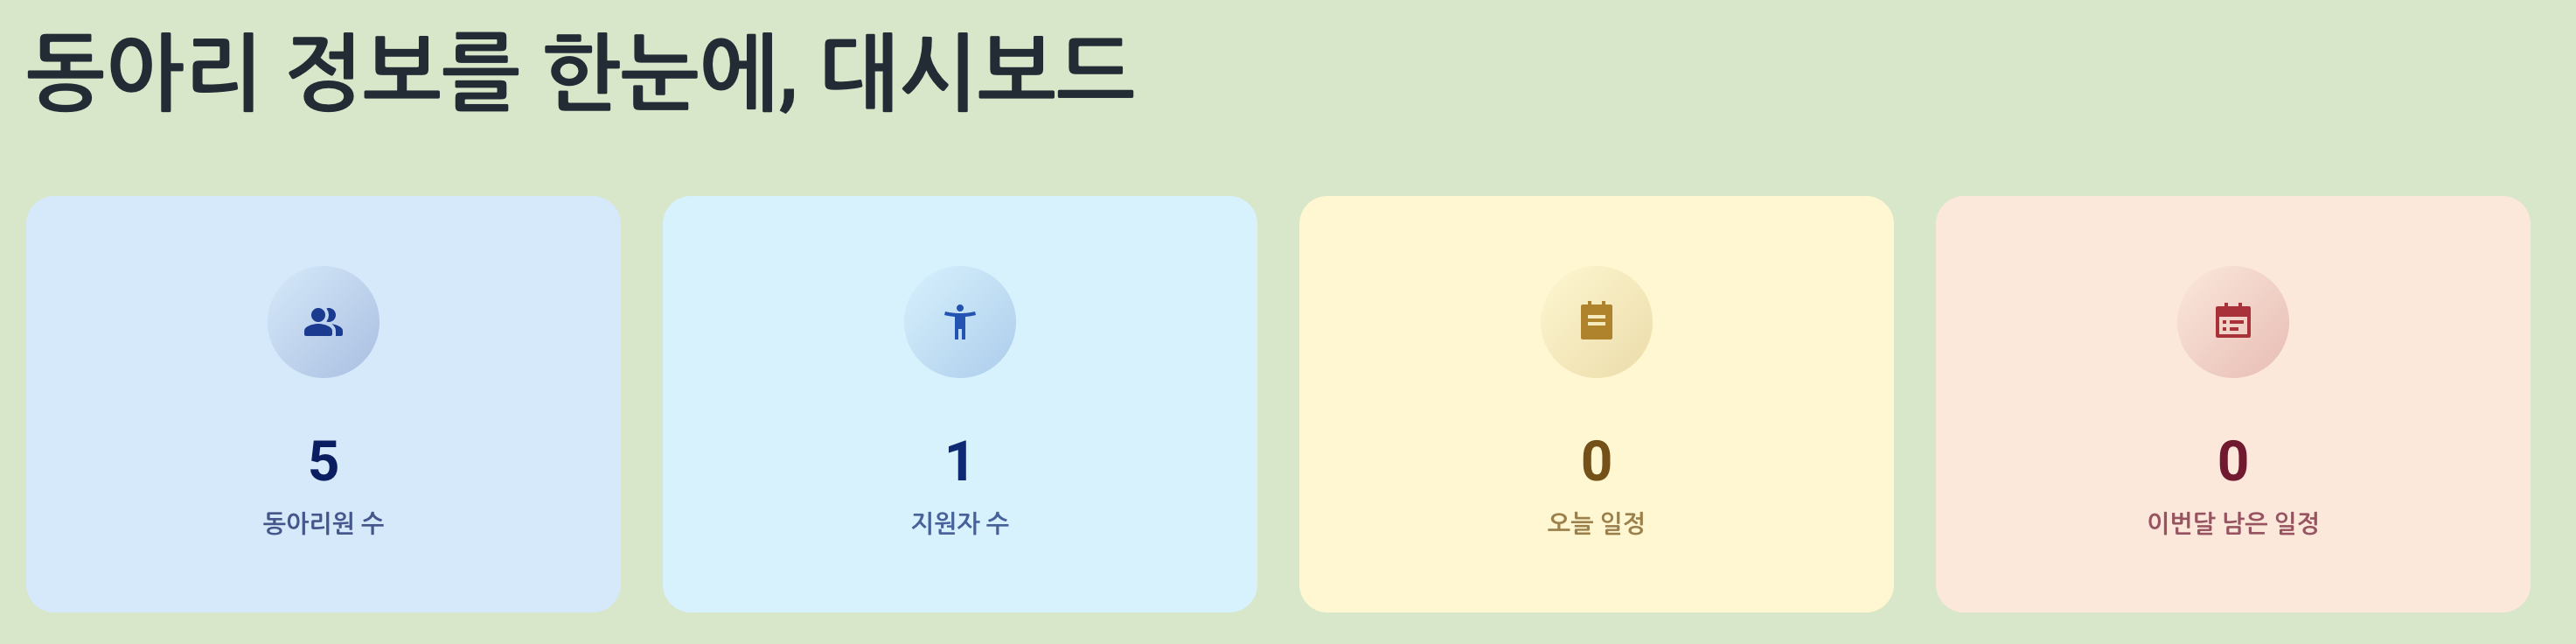 동아리 정보를 한눈에, 대시보드
5
동아리원 수
1
지원자 수
0
오늘 일정
0
이번달 남은 일정